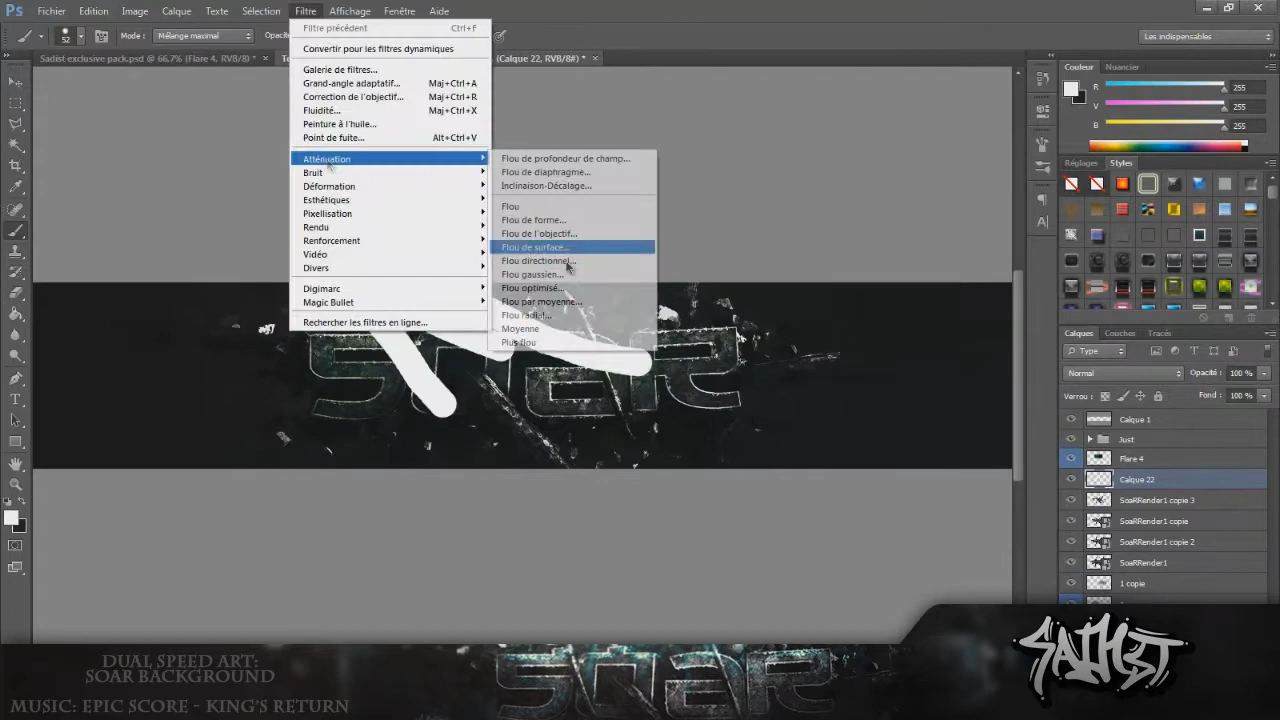 Ps Fichier Edition Image Calque Texte Sélection Filtre Affichage Fenêtre Aide
52 Mode : Mélange maximal Opac Les indispensables
Sadist exclusive pack.psd @ 66,7% (Flare 4, RVB/8) * × (Calque 22, RVB/8#) * ×
Filtre précédent Ctrl+F
Convertir pour les filtres dynamiques
Galerie de filtres...
Grand-angle adaptatif... Maj+Ctrl+A
Correction de l'objectif... Maj+Ctrl+R
Fluidité... Maj+Ctrl+X
Peinture à l'huile...
Point de fuite... Alt+Ctrl+V
Atténuation
Bruit
Déformation
Esthétiques
Pixellisation
Rendu
Renforcement
Vidéo
Divers
Digimarc
Magic Bullet
Rechercher les filtres en ligne...
Flou de profondeur de champ...
Flou de diaphragme...
Inclinaison-Décalage...
Flou
Flou de forme...
Flou de l'objectif...
Flou de surface...
Flou directionnel...
Flou gaussien...
Flou optimisé...
Flou par moyenne...
Flou radial...
Moyenne
Plus flou
Couleur Nuancier
R 255
V 255
B 255
Réglages Styles
Calques Couches Tracés
Type
Normal Opacité : 100 %
Verrou : Fond : 100 %
Calque 1
Just
Flare 4
Calque 22
SoaRRender1 copie 3
SoaRRender1 copie
SoaRRender1 copie 2
SoaRRender1
1 copie
SOAR
DUAL SPEED ART:
SOAR BACKGROUND
MUSIC: EPIC SCORE - KING'S RETURN
SOAR
SADIST